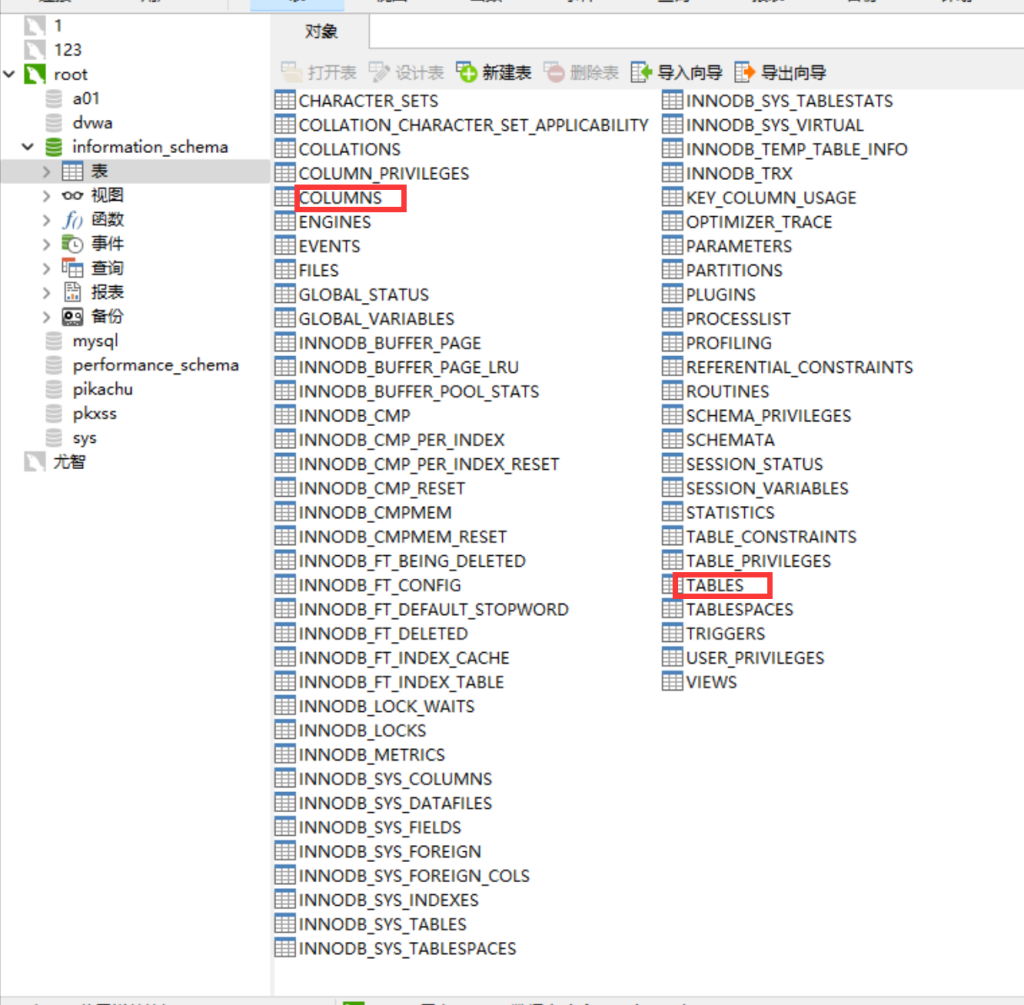 1
123
root
a01
dvwa
information_schema
表
视图
函数
事件
查询
报表
备份
mysql
performance_schema
pikachu
pkxss
sys
尤智
对象
打开表 设计表 新建表 删除表 导入向导 导出向导
CHARACTER_SETS
COLLATION_CHARACTER_SET_APPLICABILITY
COLLATIONS
COLUMN_PRIVILEGES
COLUMNS
ENGINES
EVENTS
FILES
GLOBAL_STATUS
GLOBAL_VARIABLES
INNODB_BUFFER_PAGE
INNODB_BUFFER_PAGE_LRU
INNODB_BUFFER_POOL_STATS
INNODB_CMP
INNODB_CMP_PER_INDEX
INNODB_CMP_PER_INDEX_RESET
INNODB_CMP_RESET
INNODB_CMPMEM
INNODB_CMPMEM_RESET
INNODB_FT_BEING_DELETED
INNODB_FT_CONFIG
INNODB_FT_DEFAULT_STOPWORD
INNODB_FT_DELETED
INNODB_FT_INDEX_CACHE
INNODB_FT_INDEX_TABLE
INNODB_LOCK_WAITS
INNODB_LOCKS
INNODB_METRICS
INNODB_SYS_COLUMNS
INNODB_SYS_DATAFILES
INNODB_SYS_FIELDS
INNODB_SYS_FOREIGN
INNODB_SYS_FOREIGN_COLS
INNODB_SYS_INDEXES
INNODB_SYS_TABLES
INNODB_SYS_TABLESPACES
INNODB_SYS_TABLESTATS
INNODB_SYS_VIRTUAL
INNODB_TEMP_TABLE_INFO
INNODB_TRX
KEY_COLUMN_USAGE
OPTIMIZER_TRACE
PARAMETERS
PARTITIONS
PLUGINS
PROCESSLIST
PROFILING
REFERENTIAL_CONSTRAINTS
ROUTINES
SCHEMA_PRIVILEGES
SCHEMATA
SESSION_STATUS
SESSION_VARIABLES
STATISTICS
TABLE_CONSTRAINTS
TABLE_PRIVILEGES
TABLES
TABLESPACES
TRIGGERS
USER_PRIVILEGES
VIEWS